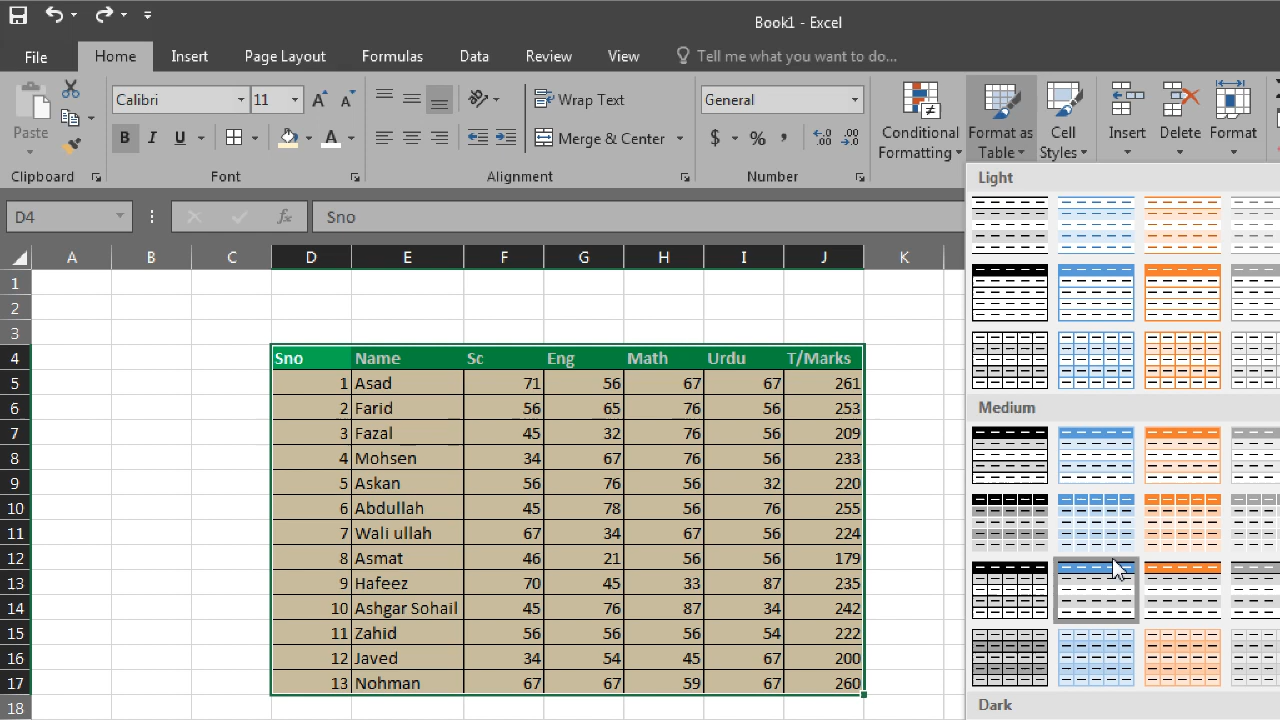 Book1 - Excel
File Home Insert Page Layout Formulas Data Review View Tell me what you want to do...
Paste
Calibri 11
B I U A
Wrap Text
Merge & Center
General
$ % ,
Conditional Formatting
Format as Table
Cell Styles
Insert Delete Format
Clipboard Font Alignment Number
D4 fx Sno
A B C D E F G H I J K
1
2
3
4 Sno Name Sc Eng Math Urdu T/Marks
5 1 Asad 71 56 67 67 261
6 2 Farid 56 65 76 56 253
7 3 Fazal 45 32 76 56 209
8 4 Mohsen 34 67 76 56 233
9 5 Askan 56 76 56 32 220
10 6 Abdullah 45 78 56 76 255
11 7 Wali ullah 67 34 67 56 224
12 8 Asmat 46 21 56 56 179
13 9 Hafeez 70 45 33 87 235
14 10 Ashgar Sohail 45 76 87 34 242
15 11 Zahid 56 56 56 54 222
16 12 Javed 34 54 45 67 200
17 13 Nohman 67 67 59 67 260
18
Light
Medium
Dark